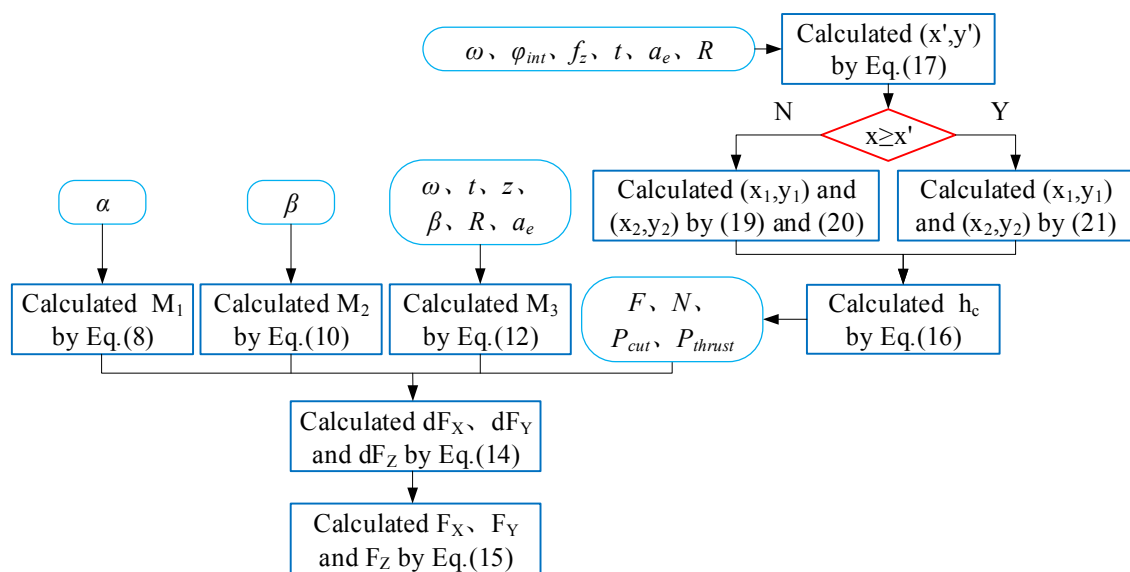 ω、φint、fz、t、ae、R
Calculated (x',y')
by Eq.(17)
N
Y
x≥x'
Calculated (x1,y1) and
(x2,y2) by (19) and (20)
Calculated (x1,y1)
and (x2,y2) by (21)
α
β
ω、t、z、
β、R、ae
Calculated M1
by Eq.(8)
Calculated M2
by Eq.(10)
Calculated M3
by Eq.(12)
F、N、
Pcut、Pthrust
Calculated hc
by Eq.(16)
Calculated dFX、dFY
and dFZ by Eq.(14)
Calculated FX、FY
and FZ by Eq.(15)